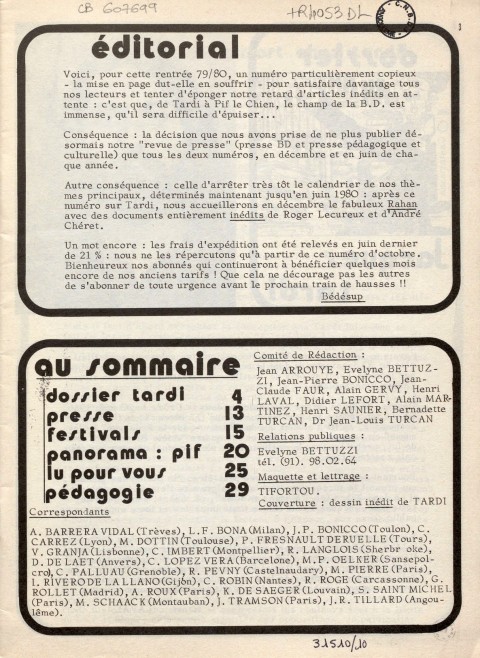 CB 607699
3
éditorial
Voici, pour cette rentrée 79/80, un numéro particulièrement copieux
- la mise en page dut-elle en souffrir - pour satisfaire davantage tous
nos lecteurs et tenter d'éponger notre retard d'articles inédits en at-
tente : c'est que, de Tardi à Pif le Chien, le champ de la B.D. est
immense, qu'il sera difficile d'épuiser...
Conséquence : la décision que nous avons prise de ne plus publier dé-
sormais notre "revue de presse" (presse BD et presse pédagogique et
culturelle) que tous les deux numéros, en décembre et en juin de cha-
que année.
Autre conséquence : celle d'arrêter très tôt le calendrier de nos thè-
mes principaux, déterminés maintenant jusqu'en juin 1980 : après ce
numéro sur Tardi, nous accueillerons en décembre le fabuleux Rahan
avec des documents entièrement inédits de Roger Lecureux et d'André
Chéret.
Un mot encore : les frais d'expédition ont été relevés en juin dernier
de 21 % : nous ne les répercutons qu'à partir de ce numéro d'octobre.
Bienheureux nos abonnés qui continueront à bénéficier quelques mois
encore de nos anciens tarifs ! Que cela ne décourage pas les autres
de s'abonner de toute urgence avant le prochain train de hausses !!
Bédésup
au sommaire
dossier tardi 4
presse 13
festivals 15
panorama : pif 20
lu pour vous 25
pédagogie 29
Comité de Rédaction :
Jean ARROUYE, Evelyne BETTUZ-
ZI, Jean-Pierre BONICCO, Jean-
Claude FAUR, Alain GERVY, Henri
LAVAL, Didier LEFORT, Alain MAR-
TINEZ, Henri SAUNIER, Bernadette
TURCAN, Dr Jean-Louis TURCAN
Relations publiques :
Evelyne BETTUZZI
tél. (91). 98.02.64
Maquette et lettrage :
TIFORTOU.
Couverture : dessin inédit de TARDI
Correspondants
A. BARRERA VIDAL (Trèves), L.F. BONA (Milan), J.P. BONICCO (Toulon), C.
CARREZ (Lyon), M. DOTTIN (Toulouse), P. FRESNAULT DERUELLE (Tours),
V. GRANJA (Lisbonne), C. IMBERT (Montpellier), R. LANGLOIS (Sherbr oke),
D. DE LAET (Anvers), C. LOPEZ VERA (Barcelone), M.P. OELKER (Sansepol-
cro), C. PALLUAU (Grenoble), R. PEVNY (Castelnaudary), M. PIERRE (Paris),
I. RIVERO DE LA LLANO (Gijòn), C. ROBIN (Nantes), R. ROGE (Carcassonne), G.
ROLLET (Madrid), A. ROUX (Paris), K. DE SAEGER (Louvain), S. SAINT MICHEL
(Paris), M. SCHAACK (Montauban), J. TRAMSON (Paris), J.R. TILLARD (Angou-
lême).
31510/10